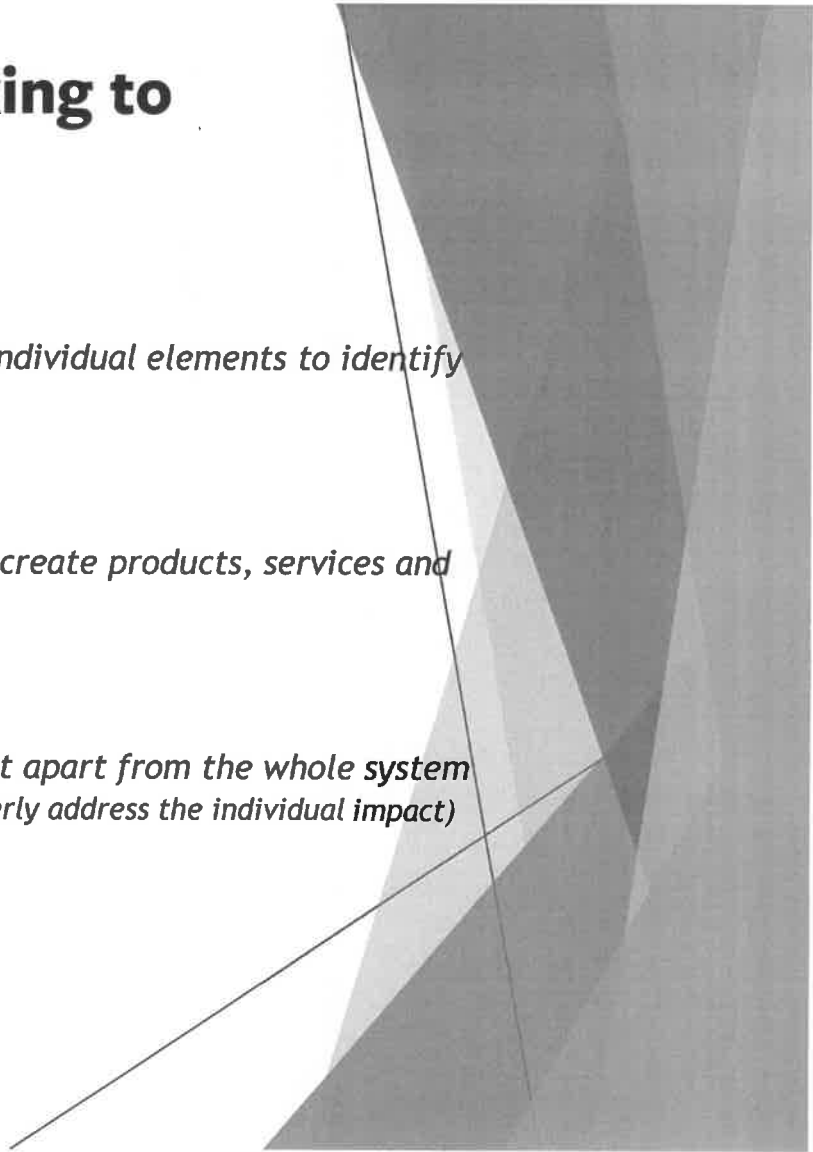 ing to
ndividual elements to identify
create products, services and
t apart from the whole system
erly address the individual impact)